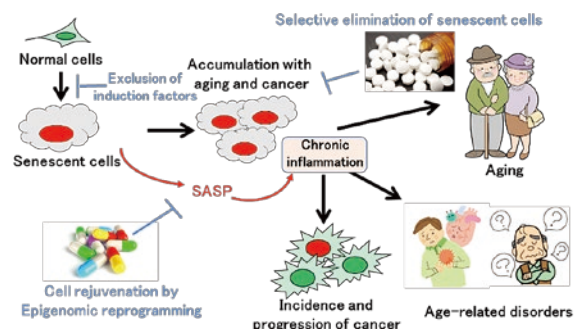 Selective elimination of senescent cells
Normal cells
Exclusion of
induction factors
Accumulation with
aging and cancer
Senescent cells
Chronic
inflammation
Aging
SASP
Cell rejuvenation by
Epigenomic reprogramming
Incidence and
progression of cancer
Age-related disorders
? ? ? ?